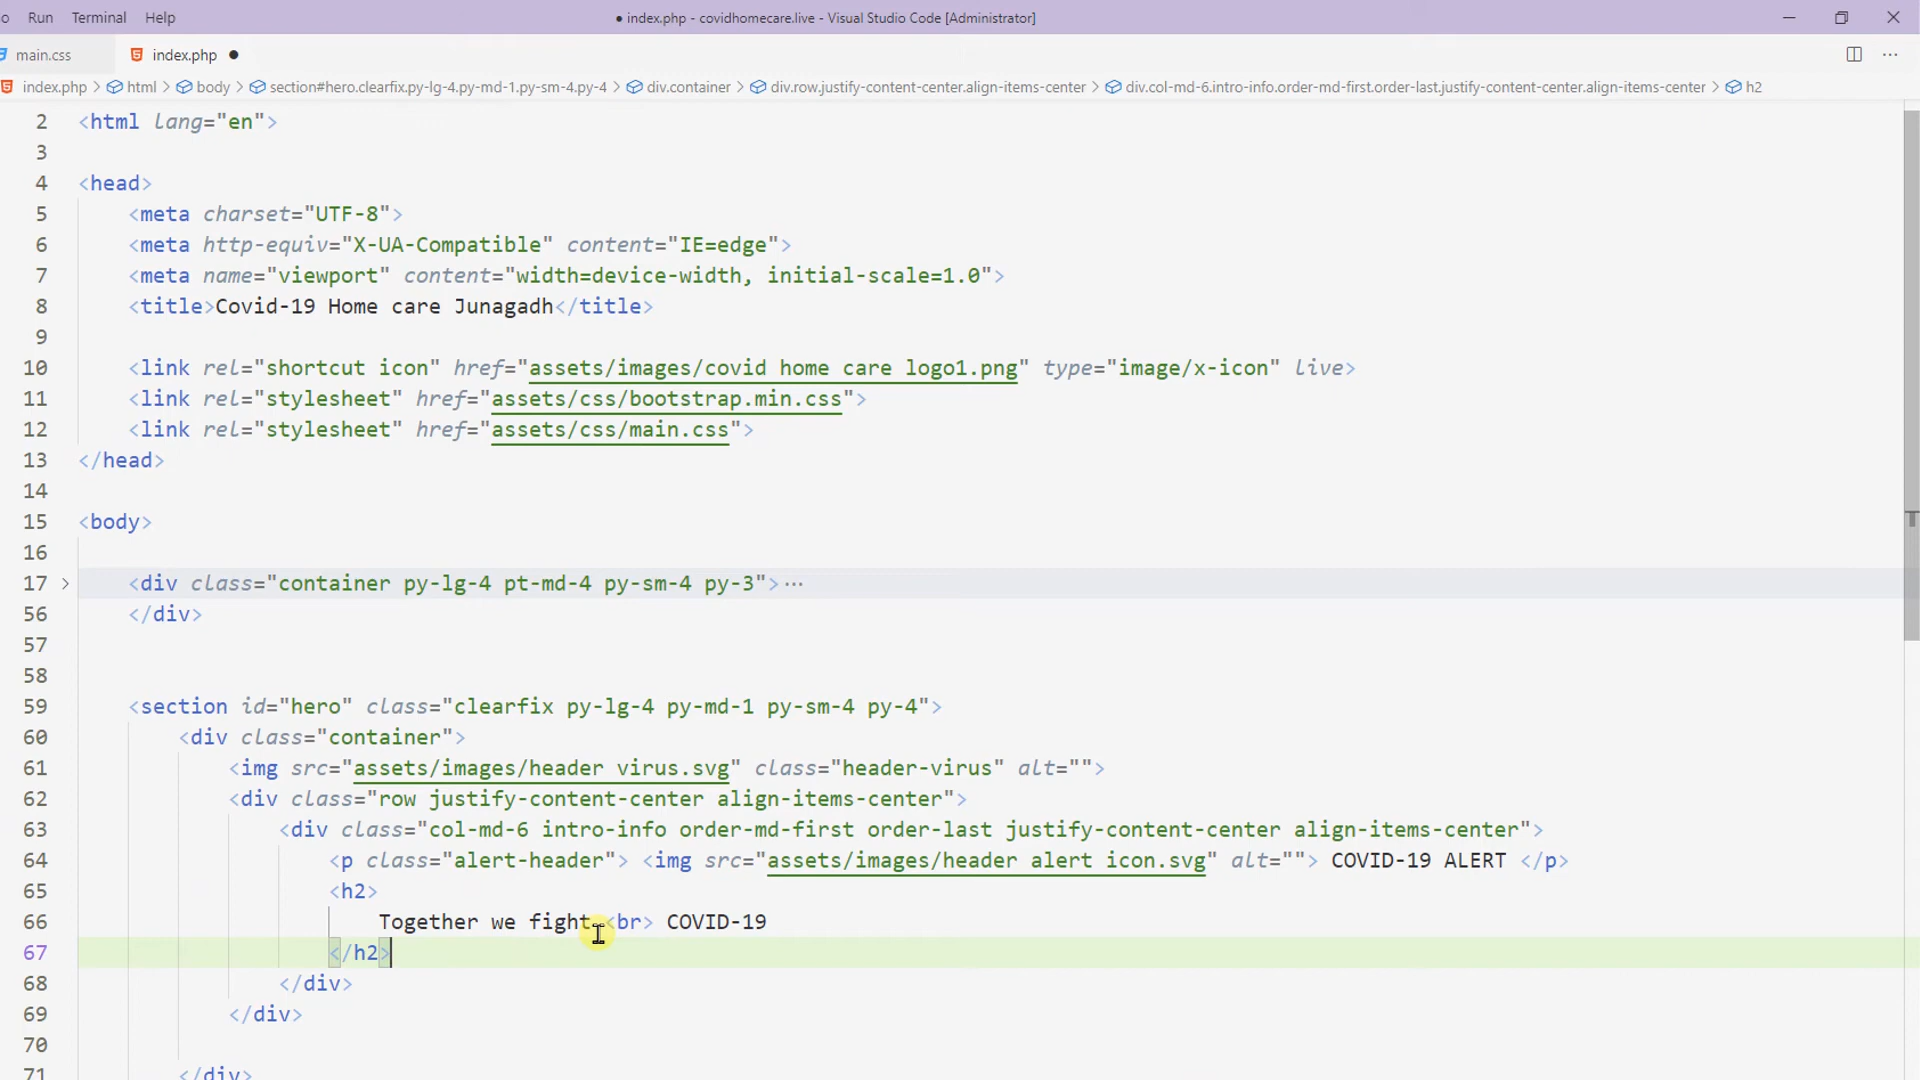 Run Terminal Help ● index.php - covidhomecare.live - Visual Studio Code [Administrator]
main.css index.php ●
index.php > html > body > section#hero.clearfix.py-lg-4.py-md-1.py-sm-4.py-4 > div.container > div.row.justify-content-center.align-items-center > div.col-md-6.intro-info.order-md-first.order-last.justify-content-center.align-items-center > h2
2 <html lang="en">
3
4 <head>
5 <meta charset="UTF-8">
6 <meta http-equiv="X-UA-Compatible" content="IE=edge">
7 <meta name="viewport" content="width=device-width, initial-scale=1.0">
8 <title>Covid-19 Home care Junagadh</title>
9
10 <link rel="shortcut icon" href="assets/images/covid home care logo1.png" type="image/x-icon" live>
11 <link rel="stylesheet" href="assets/css/bootstrap.min.css">
12 <link rel="stylesheet" href="assets/css/main.css">
13 </head>
14
15 <body>
16
17 <div class="container py-lg-4 pt-md-4 py-sm-4 py-3">···
56 </div>
57
58
59 <section id="hero" class="clearfix py-lg-4 py-md-1 py-sm-4 py-4">
60 <div class="container">
61 <img src="assets/images/header virus.svg" class="header-virus" alt="">
62 <div class="row justify-content-center align-items-center">
63 <div class="col-md-6 intro-info order-md-first order-last justify-content-center align-items-center">
64 <p class="alert-header"> <img src="assets/images/header alert icon.svg" alt=""> COVID-19 ALERT </p>
65 <h2>
66 Together we fight <br> COVID-19
67 </h2>
68 </div>
69 </div>
70
71 </div>